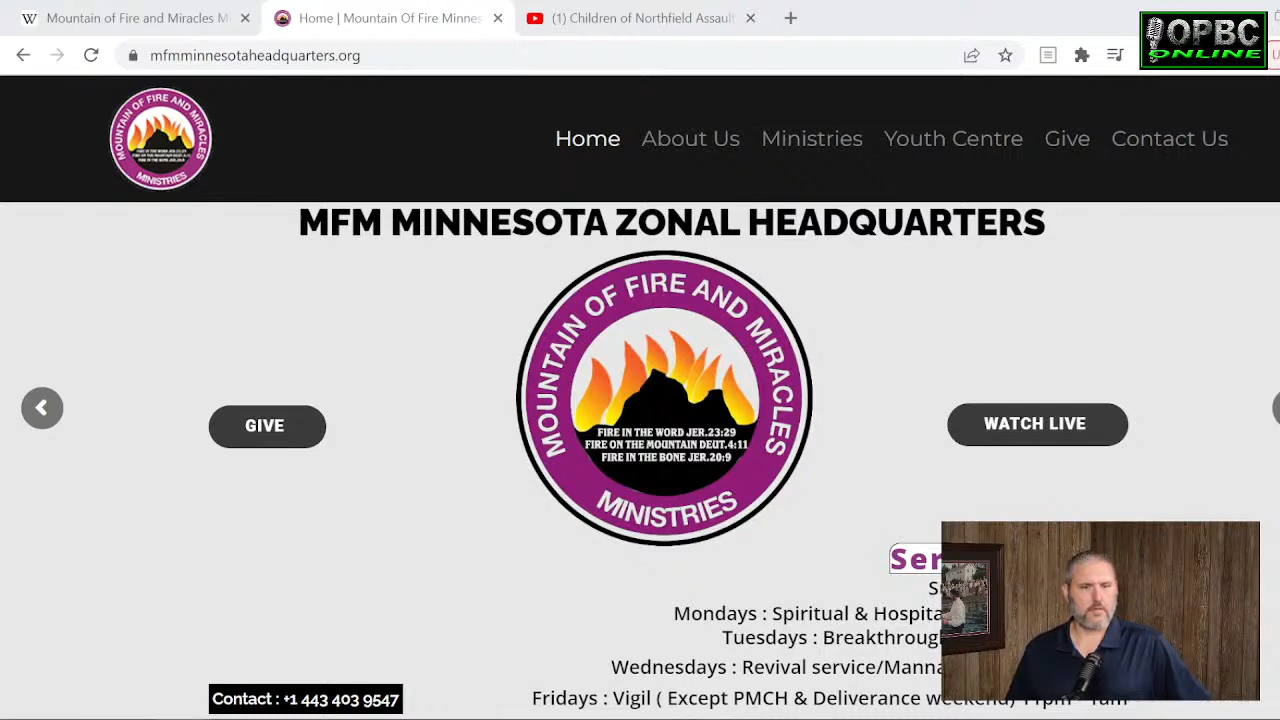 Mountain of Fire and Miracles M
Home | Mountain Of Fire Minnes
(1) Children of Northfield Assault
OPBC
ONLINE
mfmminnesotaheadquarters.org
MOUNTAIN OF FIRE AND MIRACLES
MINISTRIES
Home About Us Ministries Youth Centre Give Contact Us
MFM MINNESOTA ZONAL HEADQUARTERS
MOUNTAIN OF FIRE AND MIRACLES
FIRE IN THE WORD JER.23:29
FIRE ON THE MOUNTAIN DEUT.4:11
FIRE IN THE BONE JER.20:9
MINISTRIES
GIVE
WATCH LIVE
Ser
Mondays : Spiritual & Hospita
Tuesdays : Breakthroug
Wednesdays : Revival service/Manna
Fridays : Vigil ( Except PMCH & Deliverance weekend)
Contact : +1 443 403 9547